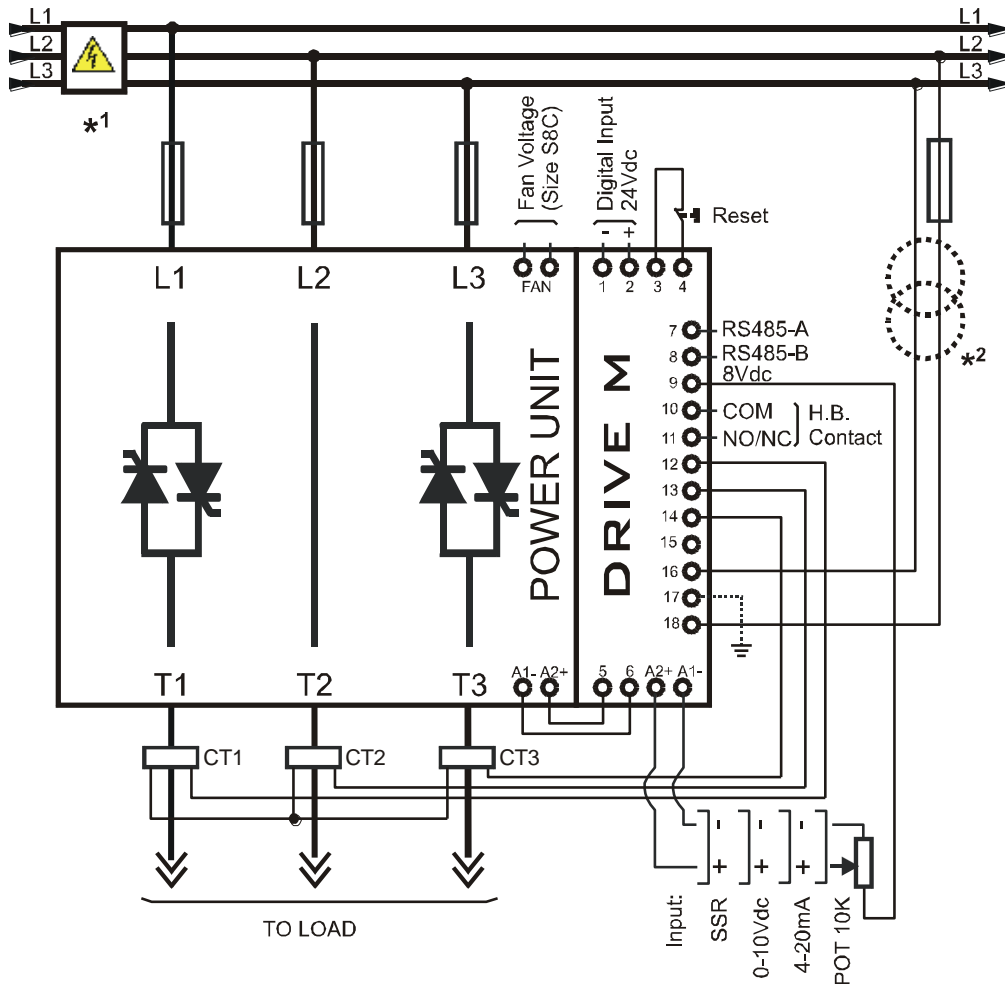 L1 L1
L2 L2
L3 L3
*1
Fan Voltage
(Size S8C)
Digital Input
24Vdc
- +
Reset
L1 L2 L3
FAN
1 2 3 4
*2
7 RS485-A
8 RS485-B
9 8Vdc
10 COM
11 NO/NC
H.B.
Contact
12
13
14
15
16
17
18
POWER UNIT
DRIVE M
T1 T2 T3
A1- A2+ 5 6 A2+ A1-
CT1 CT2 CT3
- - -
+ + +
Input:
SSR
0-10Vdc
4-20mA
POT 10K
TO LOAD